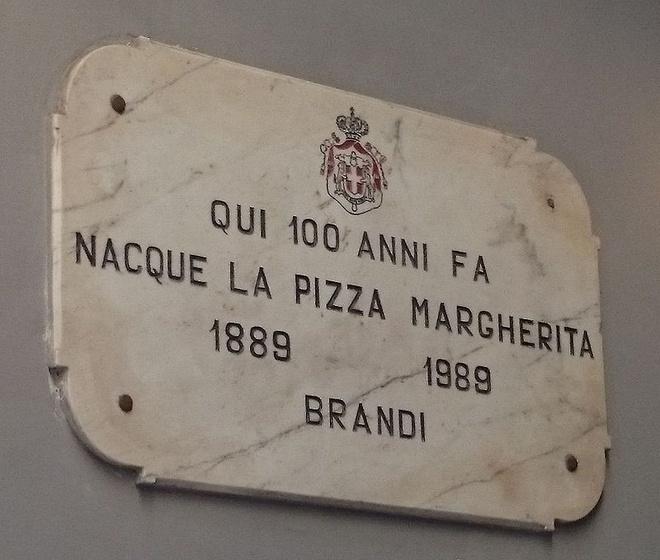 QUI 100 ANNI FA
NACQUE LA PIZZA MARGHERITA
1889 1989
BRANDI